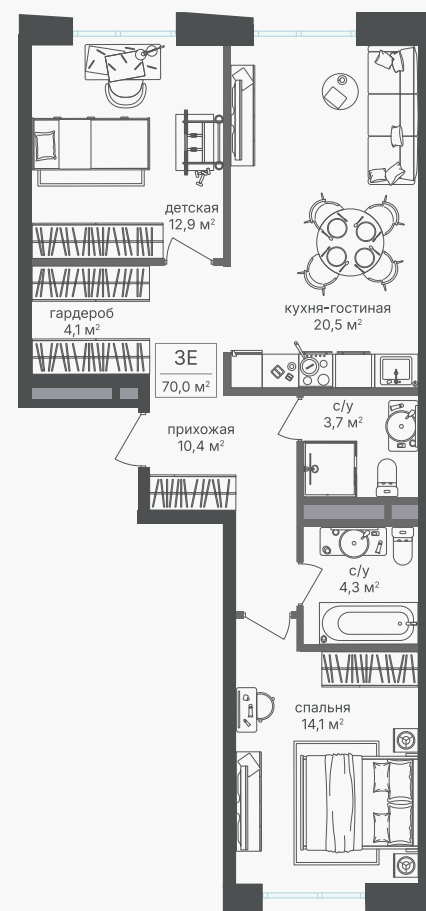 детская
12,9 м²
гардероб
4,1 м²
кухня-гостиная
20,5 м²
3Е
70,0 м²
прихожая
10,4 м²
с/у
3,7 м²
с/у
4,3 м²
спальня
14,1 м²